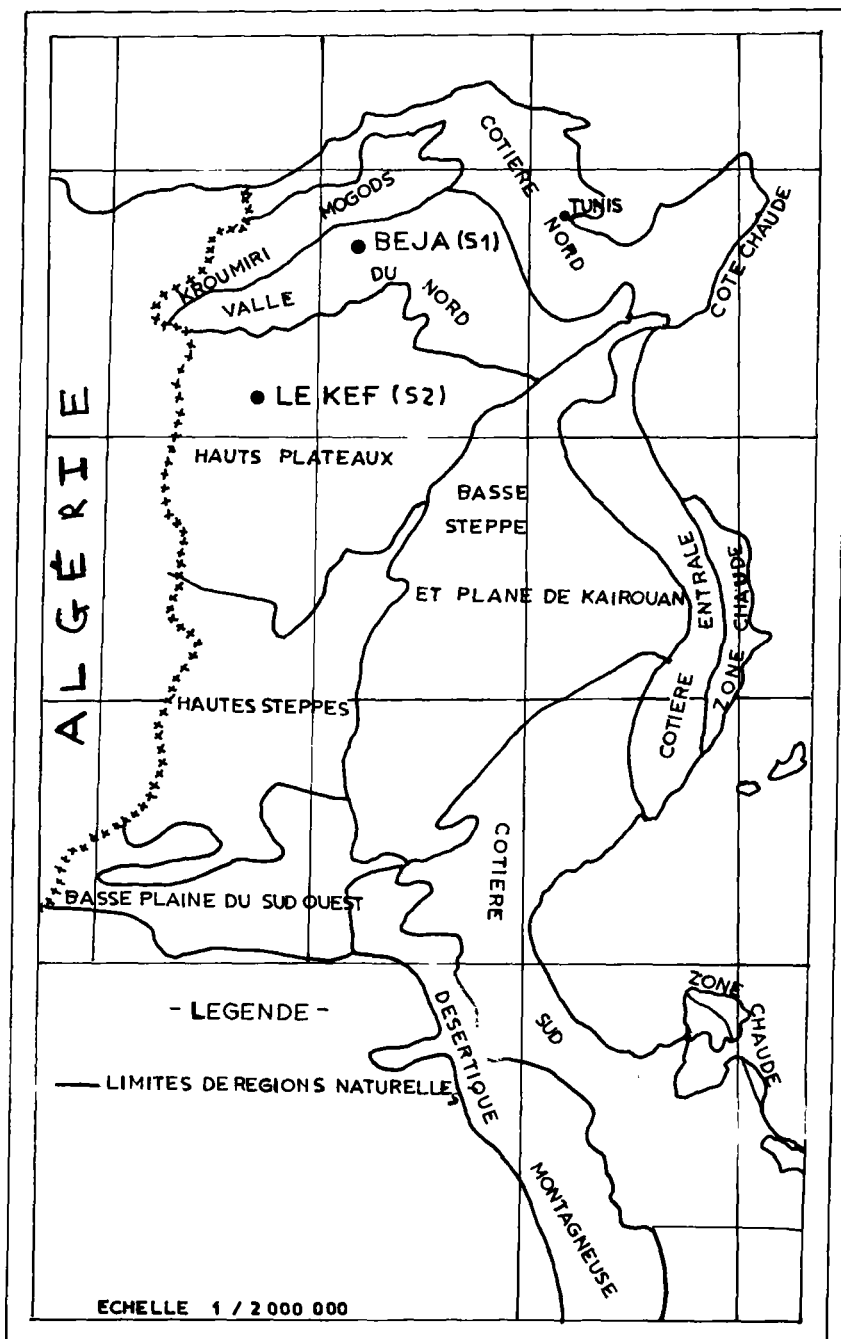 COTIERE NORD
TUNIS
MOGODS
KROUMIRI
BEJA (S1)
COTE CHAUDE
VALLE DU NORD
LE KEF (S2)
ALGÉRIE
HAUTS PLATEAUX
BASSE
STEPPE
ET PLANE DE KAIROUAN
COTIERE ENTRALE
ZONE CHAUDE
HAUTES STEPPES
COTIERE SUD
BASSE PLAINE DU SUD OUEST
ZONE CHAUDE
- LEGENDE -
DESERTIQUE
LIMITES DE REGIONS NATURELLES
MONTAGNEUSE
ECHELLE 1 / 2 000 000